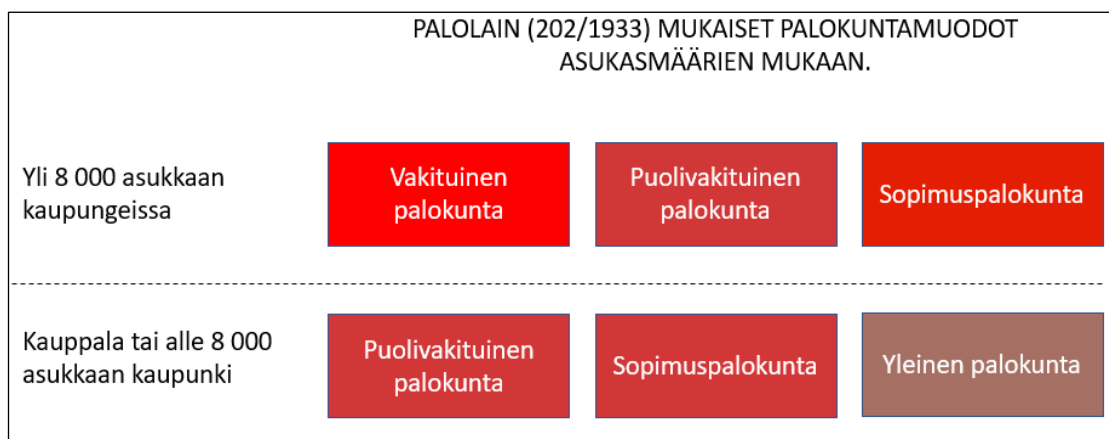 PALOLAIN (202/1933) MUKAISET PALOKUNTAMUODOT
ASUKASMÄÄRIEN MUKAAN.
Yli 8 000 asukkaan
kaupungeissa
Vakituinen
palokunta
Puolivakituinen
palokunta
Sopimuspalokunta
Kauppala tai alle 8 000
asukkaan kaupunki
Puolivakituinen
palokunta
Sopimuspalokunta
Yleinen palokunta